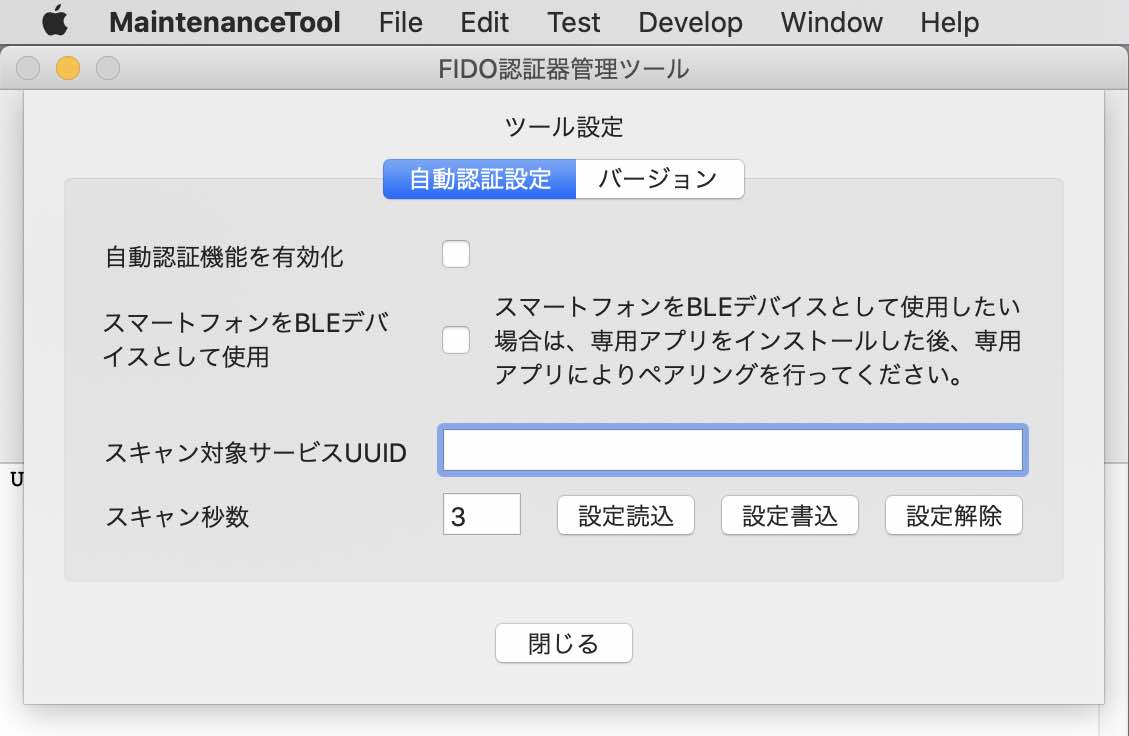 MaintenanceTool File Edit Test Develop Window Help
FIDO認証器管理ツール
ツール設定
自動認証設定 バージョン
自動認証機能を有効化
スマートフォンをBLEデバ
イスとして使用
スマートフォンをBLEデバイスとして使用したい
場合は、専用アプリをインストールした後、専用
アプリによりペアリングを行ってください。
スキャン対象サービスUUID
U
スキャン秒数 3 設定読込 設定書込 設定解除
閉じる